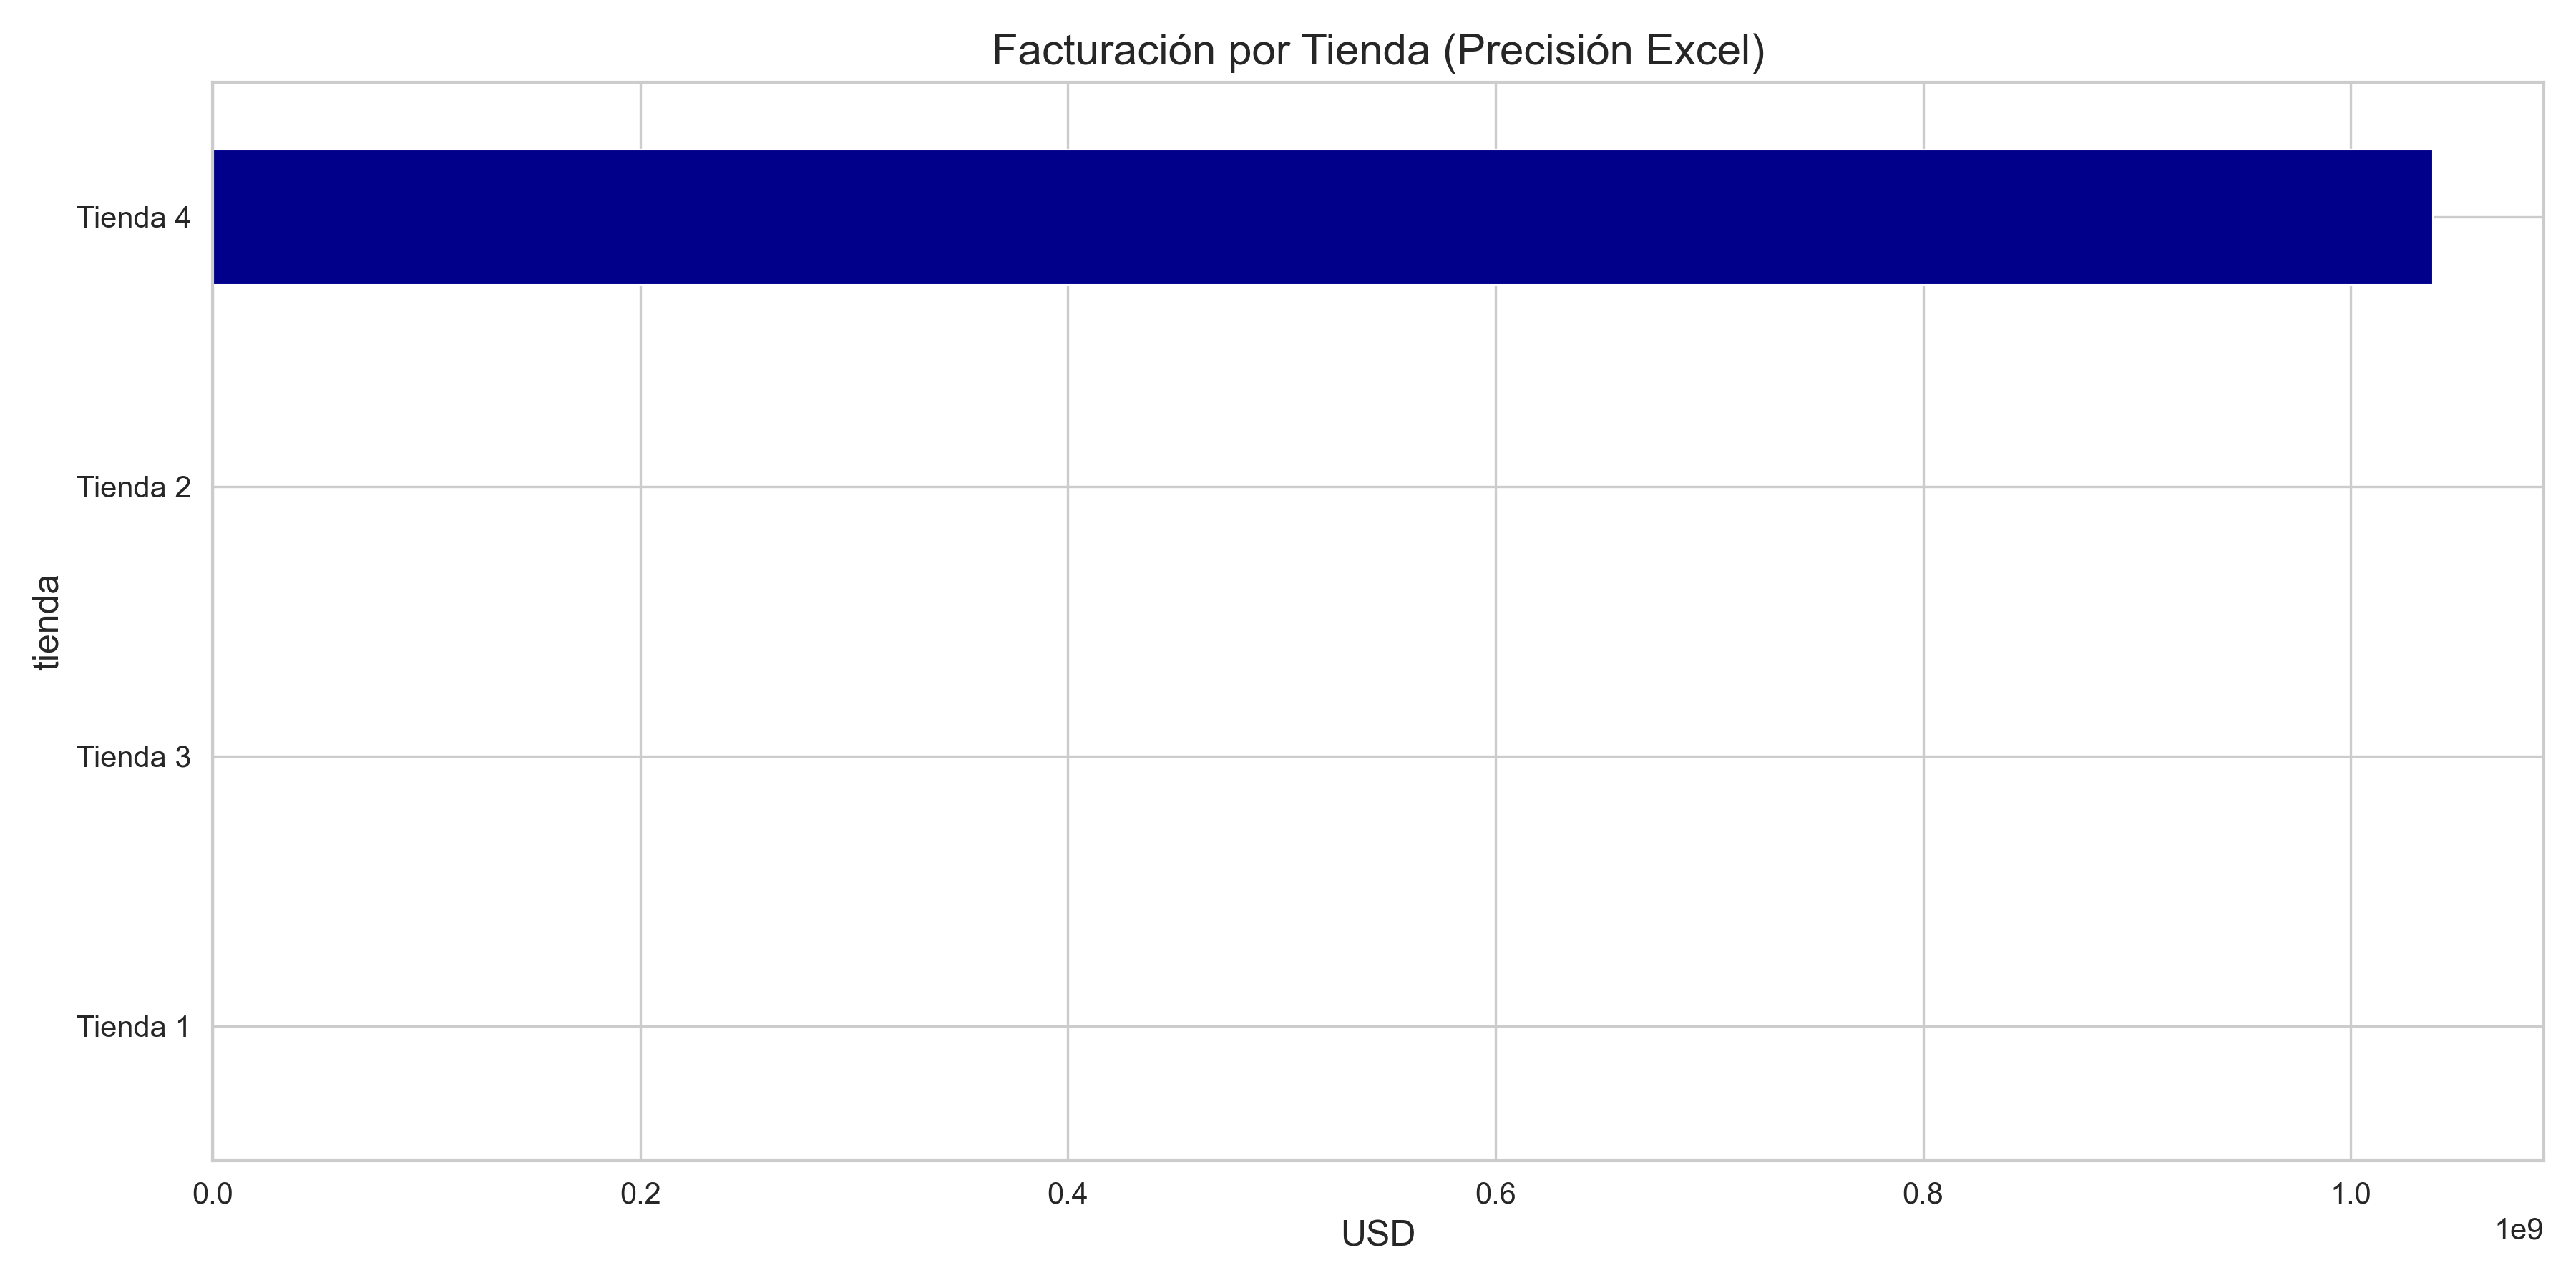 Facturación por Tienda (Precisión Excel)
Tienda 4
Tienda 2
Tienda 3
Tienda 1
tienda
0.0 0.2 0.4 0.6 0.8 1.0
1e9
USD